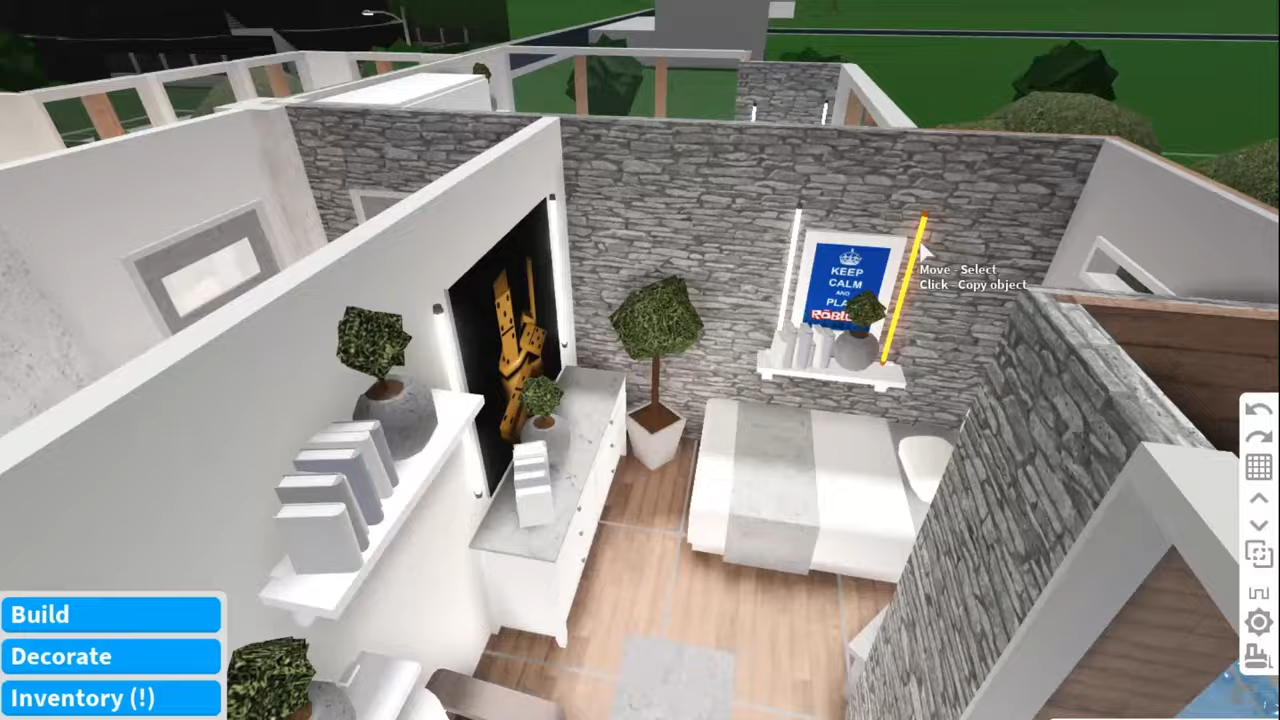 KEEP
CALM
AND
PLA
ROBL
Move - Select
Click - Copy object
Build
Decorate
Inventory (!)